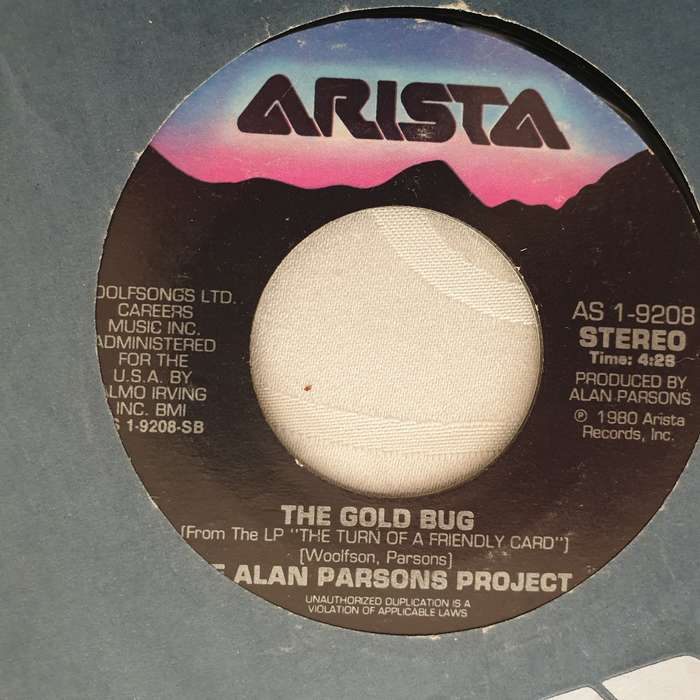 ARISTA
OOLFSONGS LTD.
CAREERS
MUSIC INC.
ADMINISTERED
FOR THE
U.S.A. BY
ALMO IRVING
INC. BMI
S 1-9208-SB
AS 1-9208
STEREO
Time: 4:26
PRODUCED BY
ALAN PARSONS
℗ 1980 Arista
Records, Inc.
THE GOLD BUG
[From The LP "THE TURN OF A FRIENDLY CARD"]
[Woolfson, Parsons]
E ALAN PARSONS PROJECT
UNAUTHORIZED DUPLICATION IS A
VIOLATION OF APPLICABLE LAWS